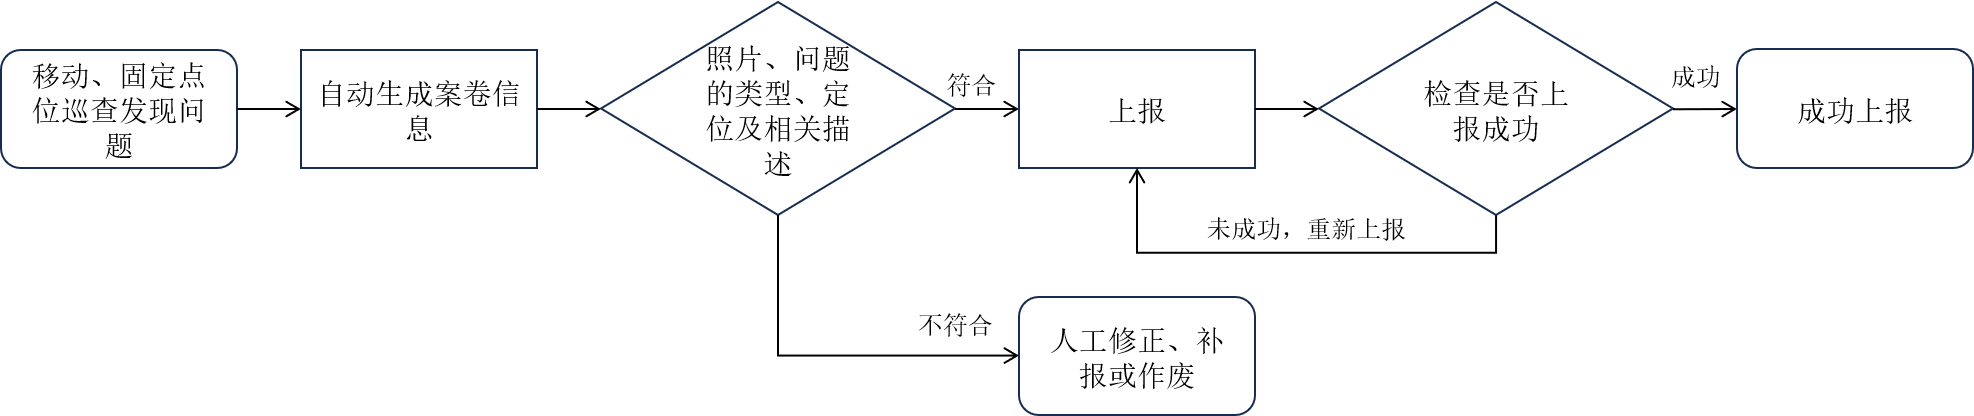 移动、固定点
位巡查发现问
题
自动生成案卷信
息
照片、问题
的类型、定
位及相关描
述
符合
上报
检查是否上
报成功
成功
成功上报
未成功，重新上报
不符合
人工修正、补
报或作废